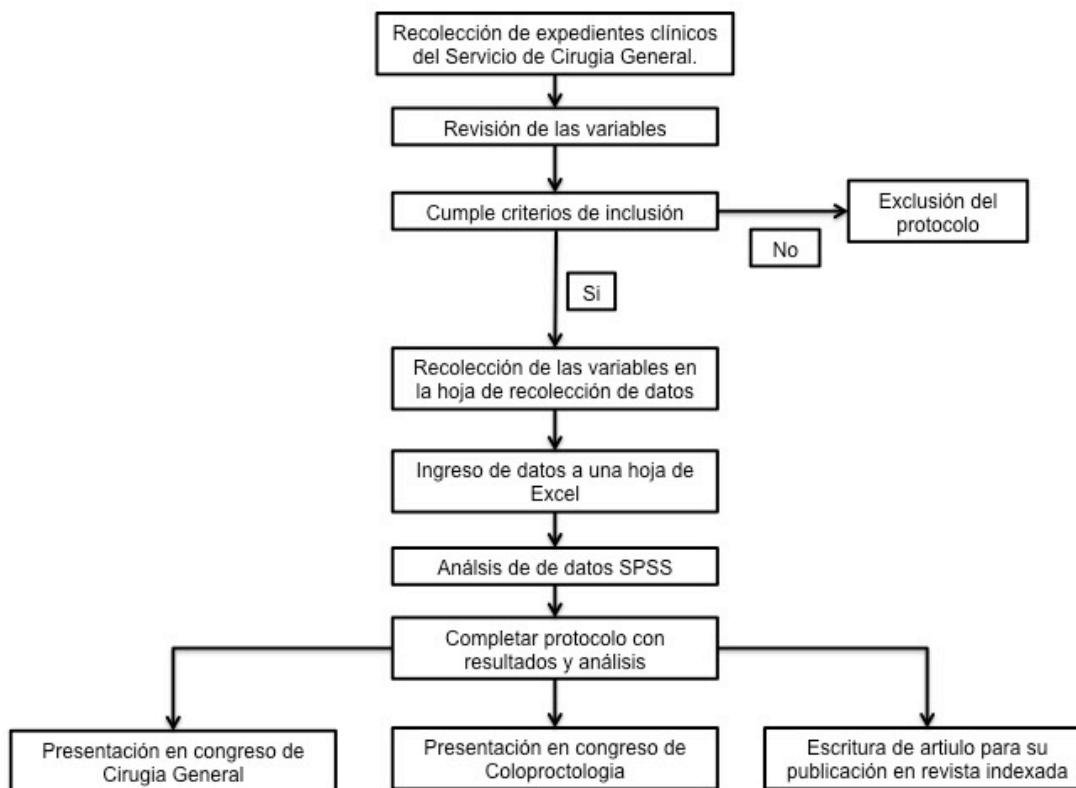 Recolección de expedientes clínicos
del Servicio de Cirugia General.
Revisión de las variables
Cumple criterios de inclusión
Exclusión del
protocolo
No
Si
Recolección de las variables en
la hoja de recolección de datos
Ingreso de datos a una hoja de
Excel
Análsis de de datos SPSS
Completar protocolo con
resultados y análisis
Presentación en congreso de
Cirugia General
Presentación en congreso de
Coloproctologia
Escritura de artiulo para su
publicación en revista indexada